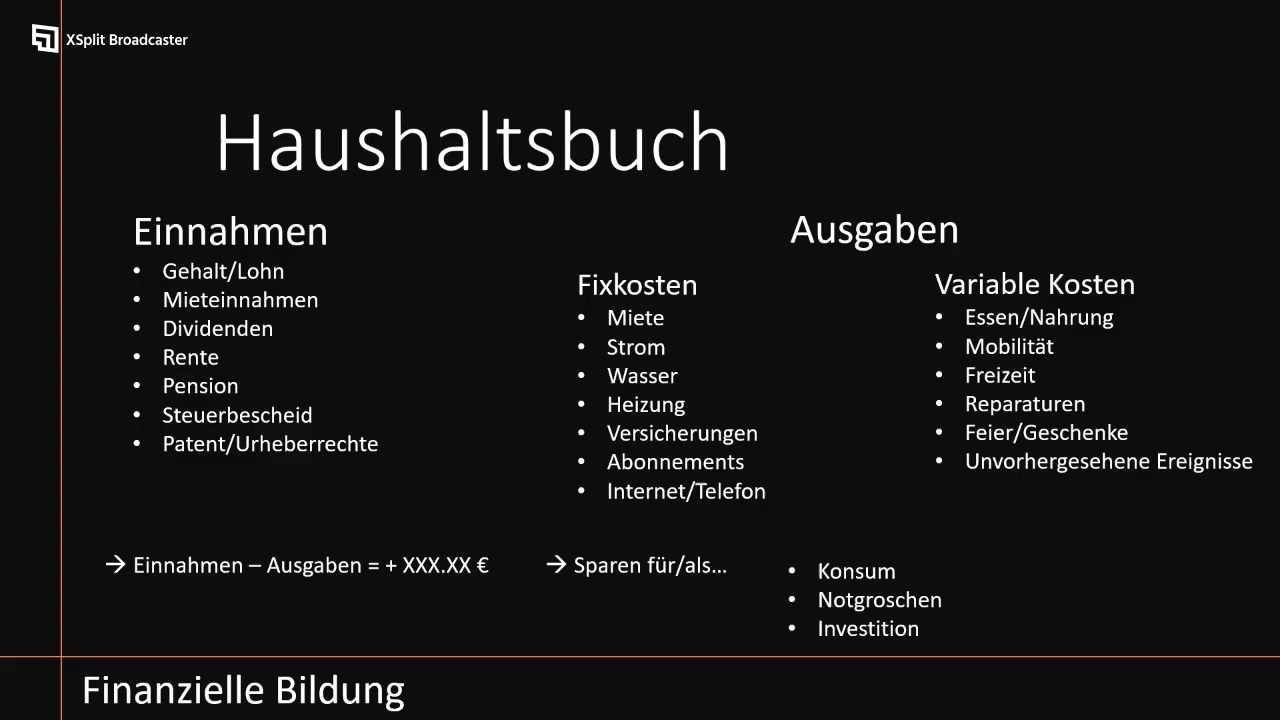 XSplit Broadcaster
Haushaltsbuch
Einnahmen
• Gehalt/Lohn
• Mieteinnahmen
• Dividenden
• Rente
• Pension
• Steuerbescheid
• Patent/Urheberrechte
Ausgaben
Fixkosten
• Miete
• Strom
• Wasser
• Heizung
• Versicherungen
• Abonnements
• Internet/Telefon
Variable Kosten
• Essen/Nahrung
• Mobilität
• Freizeit
• Reparaturen
• Feier/Geschenke
• Unvorhergesehene Ereignisse
→ Einnahmen – Ausgaben = + XXX.XX €
→ Sparen für/als…
• Konsum
• Notgroschen
• Investition
Finanzielle Bildung